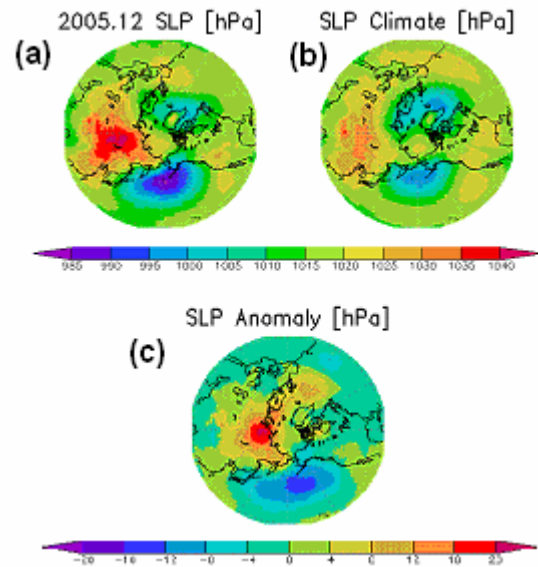 2005.12 SLP [hPa]
SLP Climate [hPa]
(a)
(b)
985 990 995 1000 1005 1010 1015 1020 1025 1030 1035 1040
SLP Anomaly [hPa]
(c)
-20 -16 -12 -8 -4 0 4 8 12 16